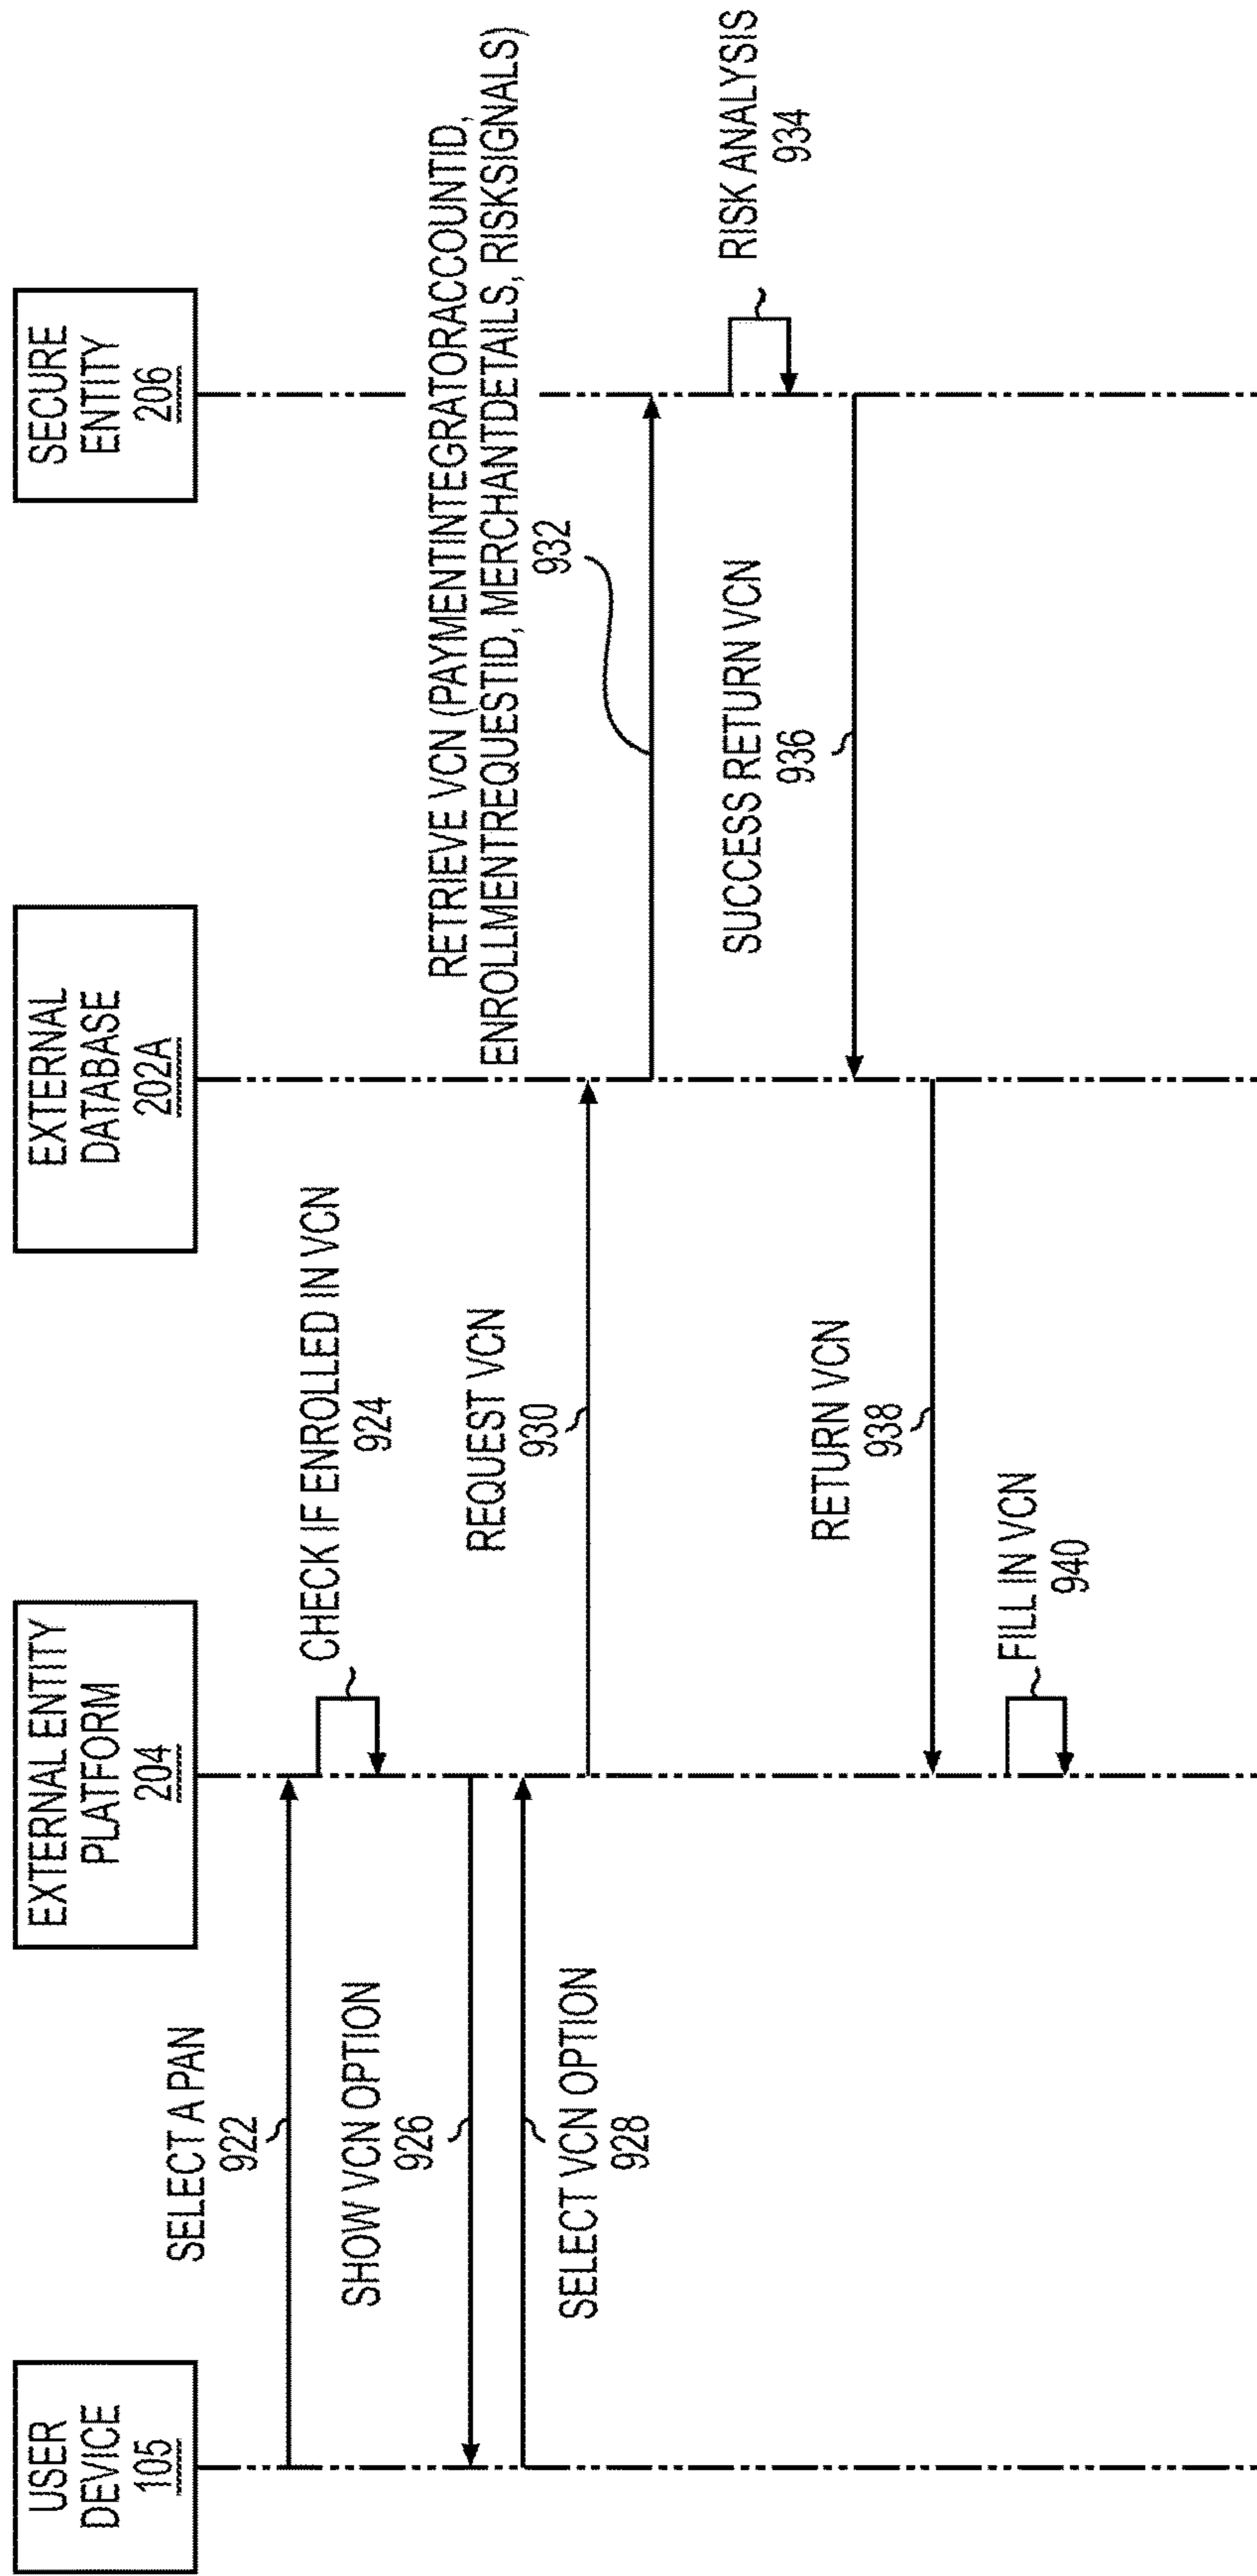 USER
DEVICE
105
EXTERNAL ENTITY
PLATFORM
204
EXTERNAL
DATABASE
202A
SECURE
ENTITY
206
SELECT A PAN
922
CHECK IF ENROLLED IN VCN
924
SHOW VCN OPTION
926
SELECT VCN OPTION
928
REQUEST VCN
930
RETRIEVE VCN (PAYMENTINTEGRATORACCOUNTID,
ENROLLMENTREQUESTID, MERCHANTDETAILS, RISKSIGNALS)
932
RISK ANALYSIS
934
SUCCESS RETURN VCN
936
RETURN VCN
938
FILL IN VCN
940